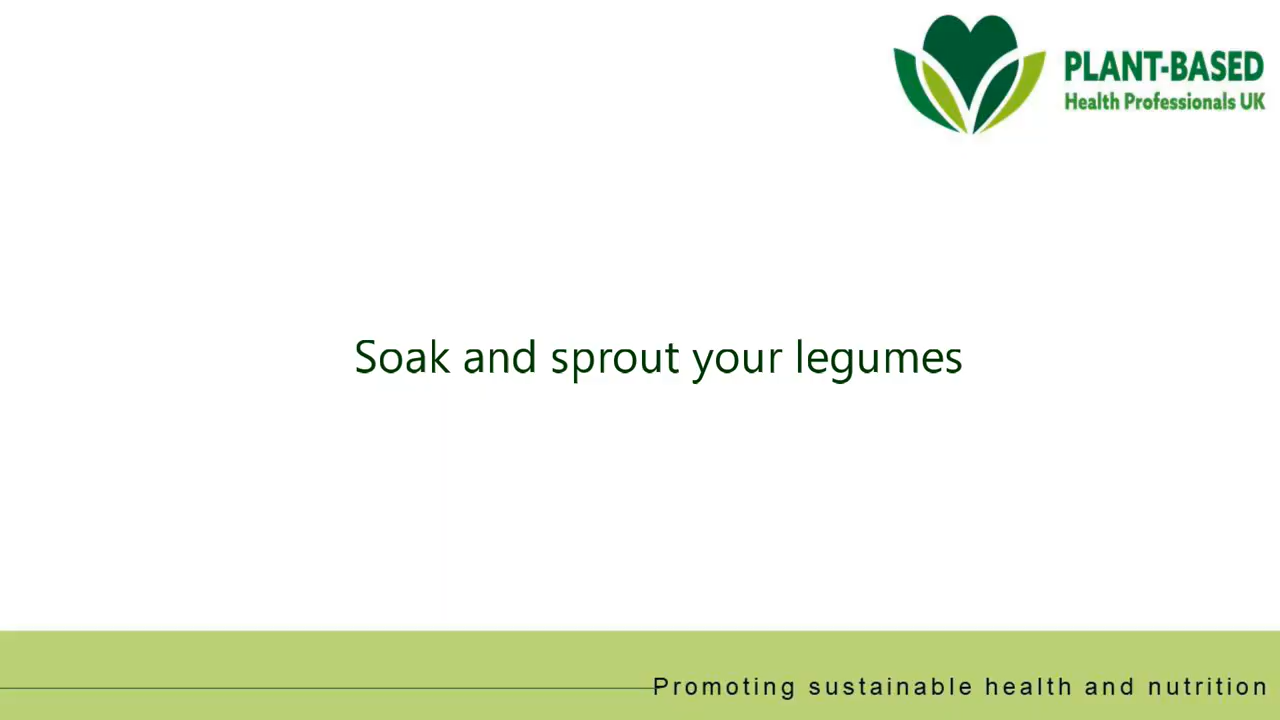 PLANT-BASED
Health Professionals UK
Soak and sprout your legumes
Promoting sustainable health and nutrition